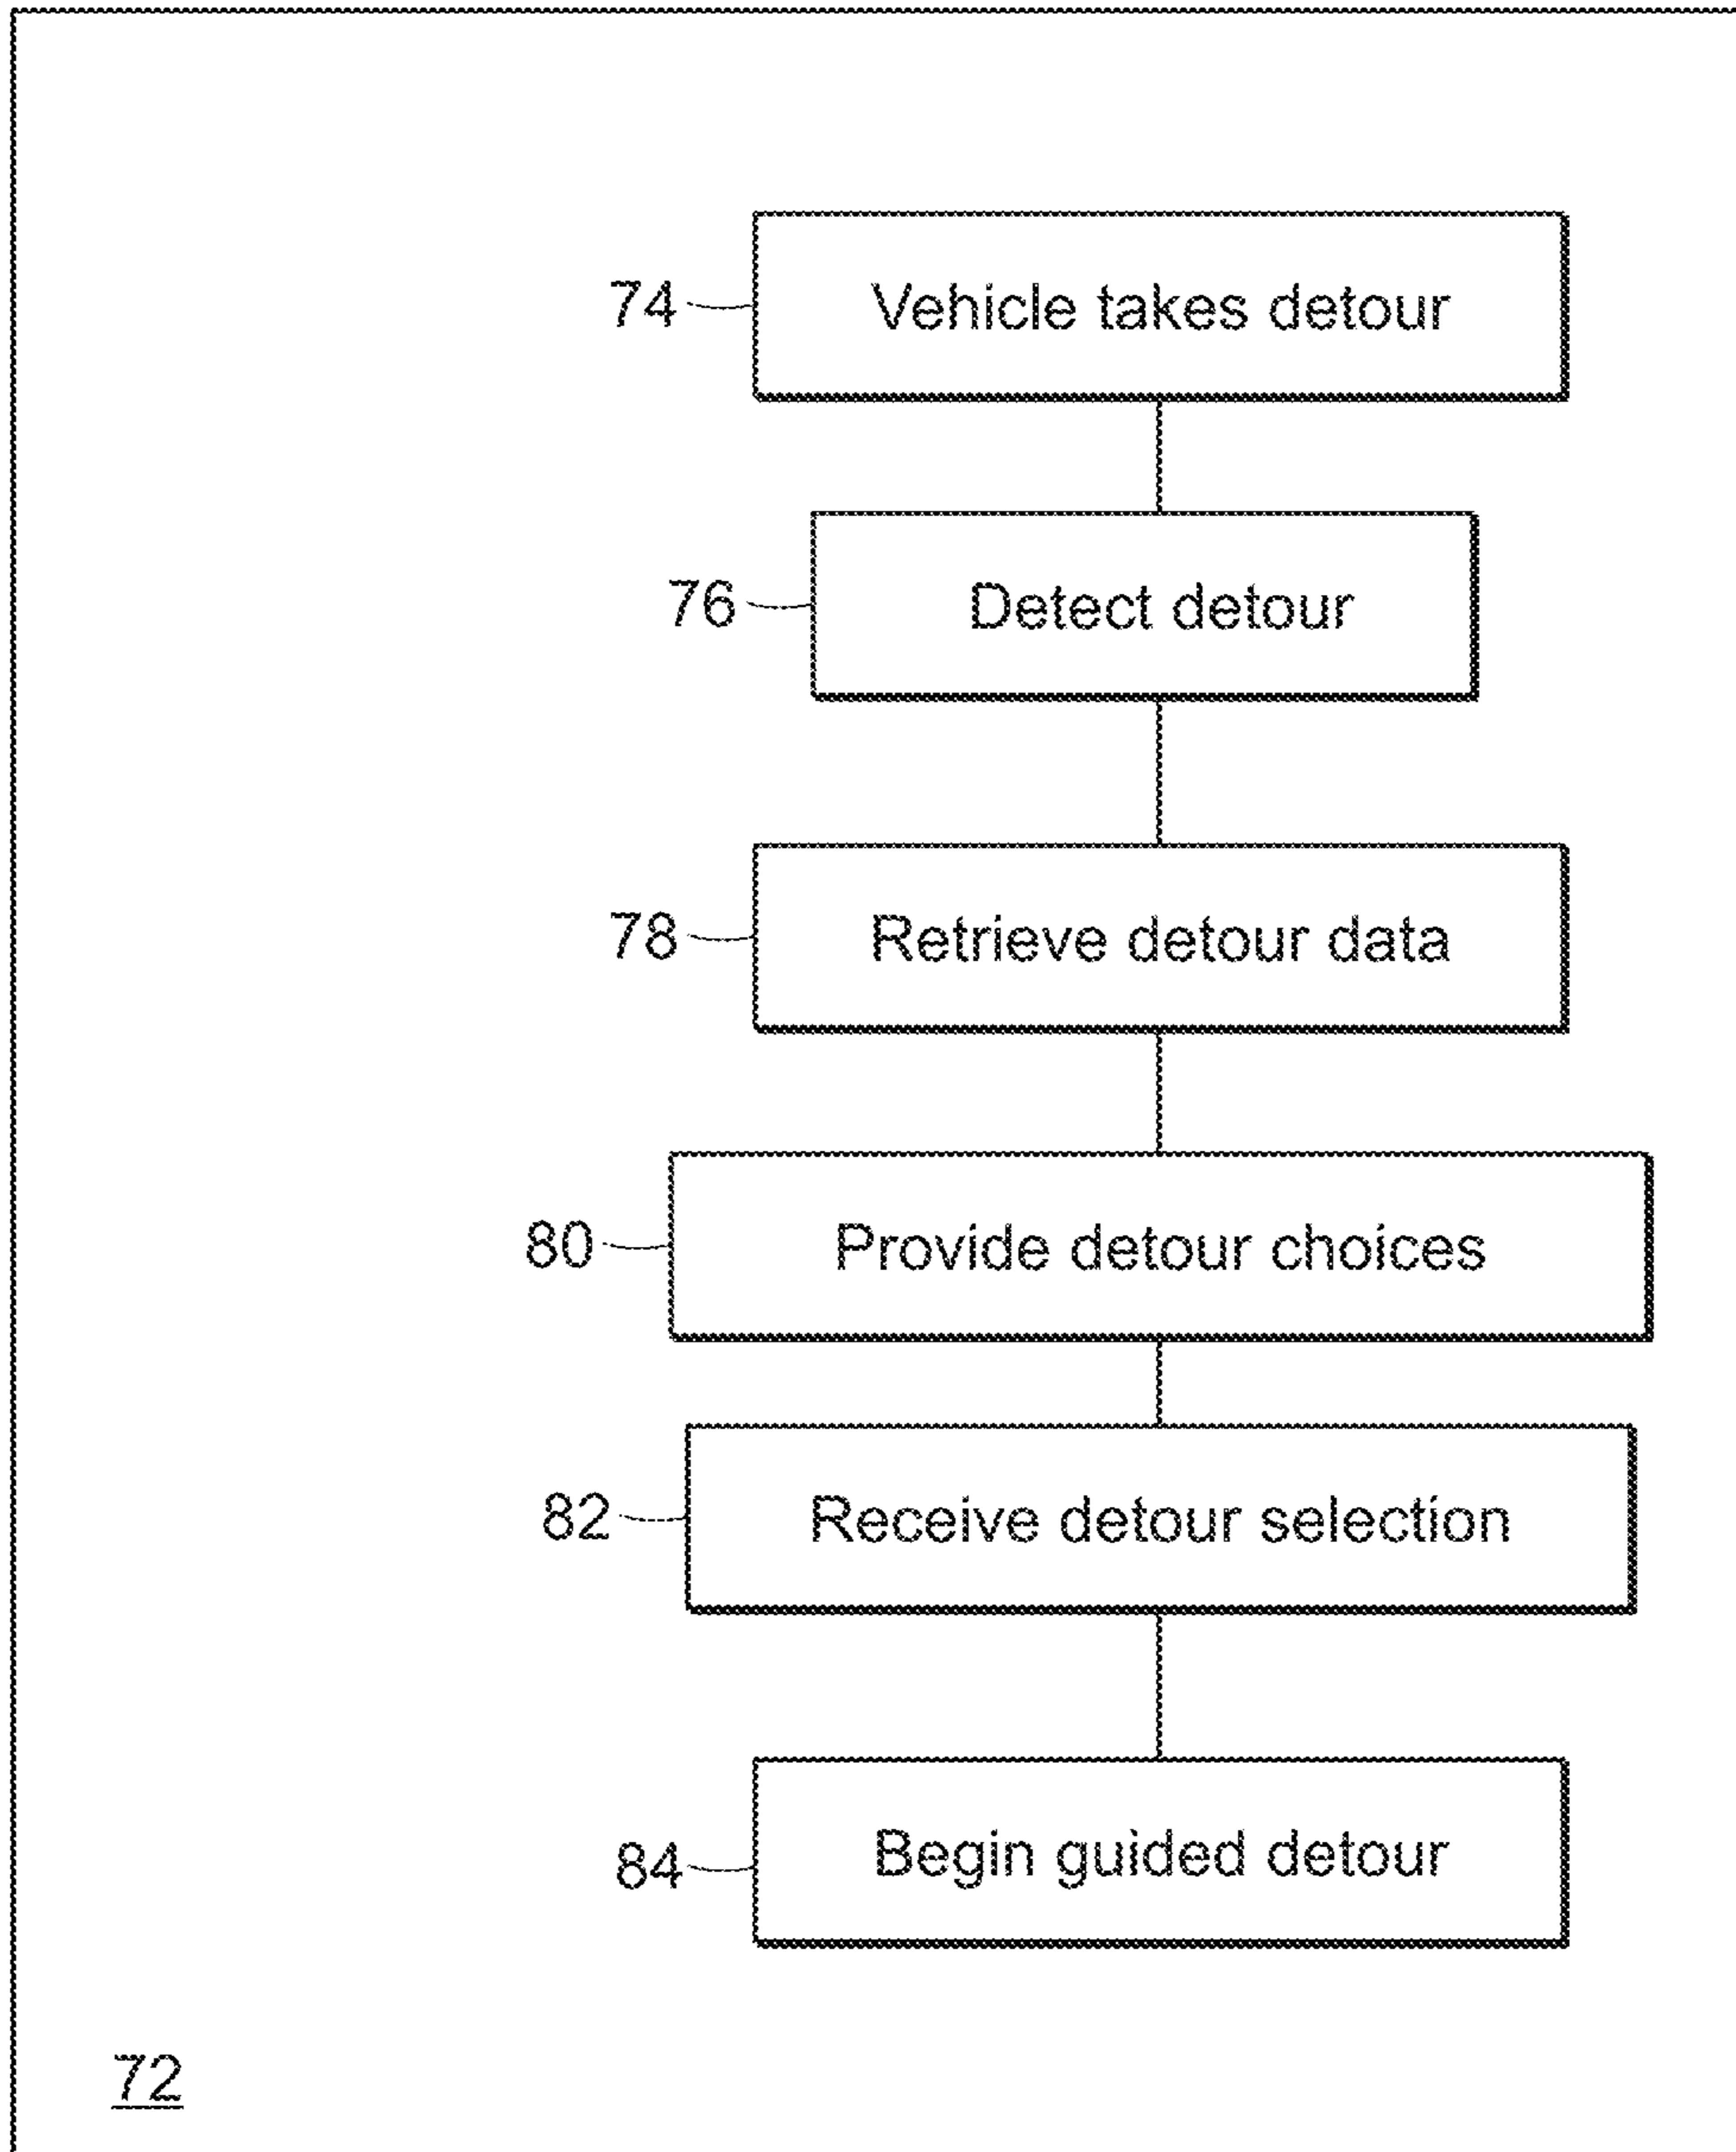 74 Vehicle takes detour
76 Detect detour
78 Retrieve detour data
80 Provide detour choices
82 Receive detour selection
84 Begin guided detour
72